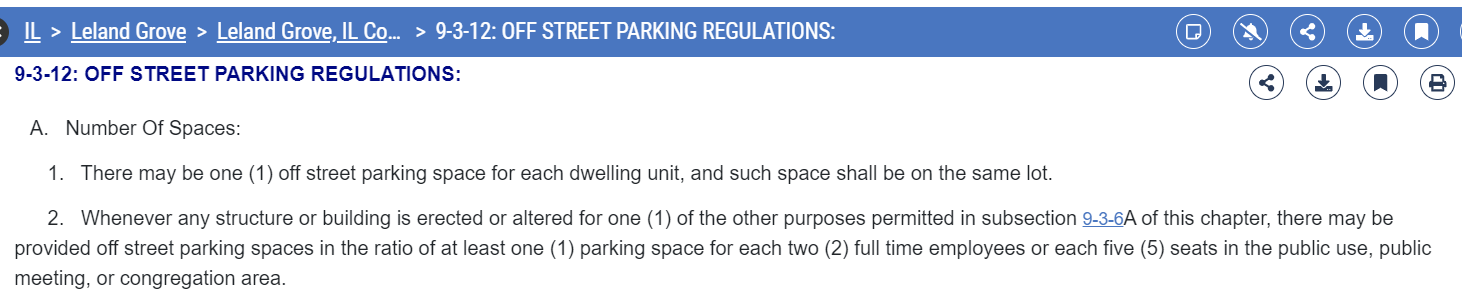 IL > Leland Grove > Leland Grove, IL Co... > 9-3-12: OFF STREET PARKING REGULATIONS:
9-3-12: OFF STREET PARKING REGULATIONS:
A. Number Of Spaces:
1. There may be one (1) off street parking space for each dwelling unit, and such space shall be on the same lot.
2. Whenever any structure or building is erected or altered for one (1) of the other purposes permitted in subsection 9-3-6A of this chapter, there may be
provided off street parking spaces in the ratio of at least one (1) parking space for each two (2) full time employees or each five (5) seats in the public use, public
meeting, or congregation area.